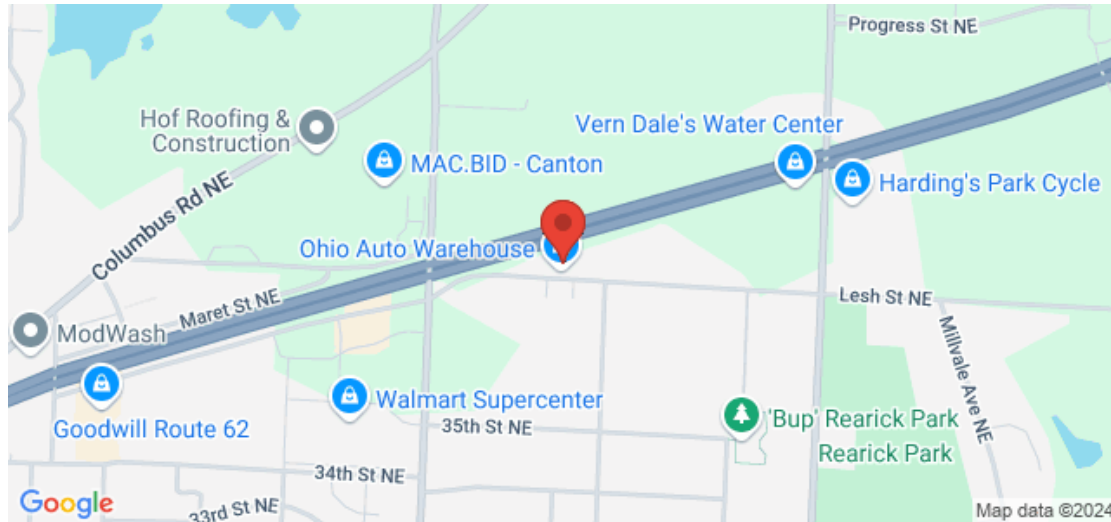 Progress St NE
Hof Roofing &
Construction
Vern Dale's Water Center
MAC.BID - Canton
Harding's Park Cycle
Columbus Rd NE
Ohio Auto Warehouse
Maret St NE
Lesh St NE
ModWash
Millvale Ave NE
Walmart Supercenter
'Bup' Rearick Park
Rearick Park
Goodwill Route 62
35th St NE
34th St NE
33rd St NE
Google
Map data ©2024